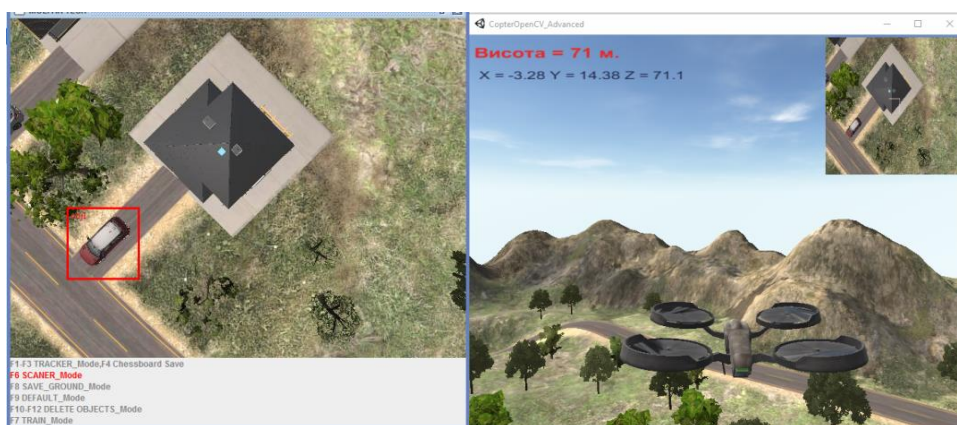 F1-F3 TRACKER_Mode,F4 Chessboard Save
F6 SCANER_Mode
F8 SAVE_GROUND_Mode
F9 DEFAULT_Mode
F10-F12 DELETE OBJECTS_Mode
F7 TRAIN_Mode
CopterOpenCV_Advanced
Висота = 71 м.
X = -3.28 Y = 14.38 Z = 71.1